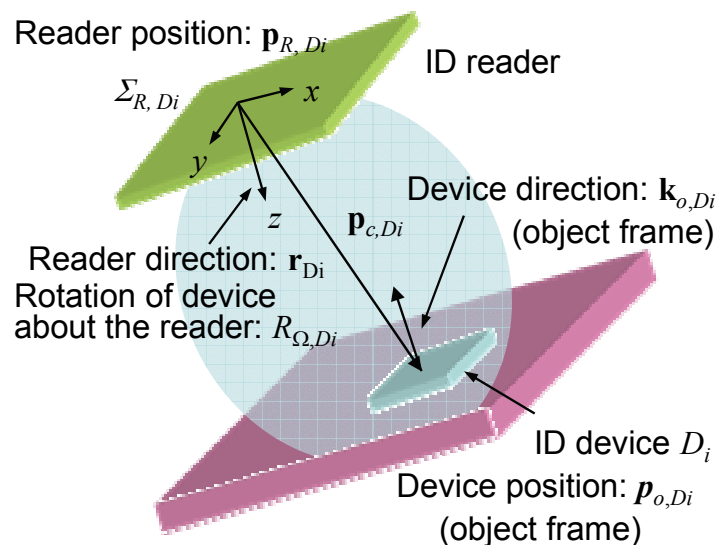 Reader position: p_{R, Di}
ID reader
Σ_{R, Di}
x
y
z
Device direction: k_{o,Di}
(object frame)
p_{c,Di}
Reader direction: r_{Di}
Rotation of device
about the reader: R_{Ω,Di}
ID device D_i
Device position: p_{o,Di}
(object frame)